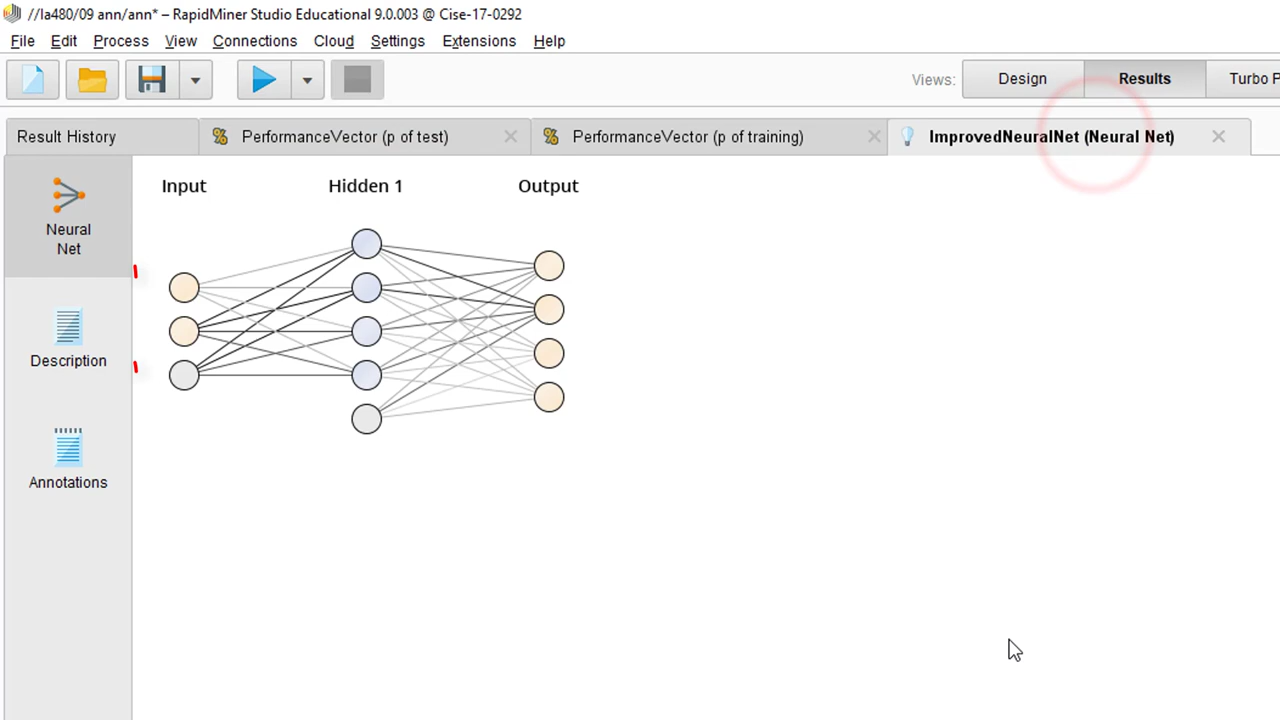 //la480/09 ann/ann* – RapidMiner Studio Educational 9.0.003 @ Cise-17-0292
File Edit Process View Connections Cloud Settings Extensions Help
Views: Design Results Turbo P
Result History PerformanceVector (p of test) PerformanceVector (p of training) ImprovedNeuralNet (Neural Net)
Input Hidden 1 Output
Neural
Net
Description
Annotations